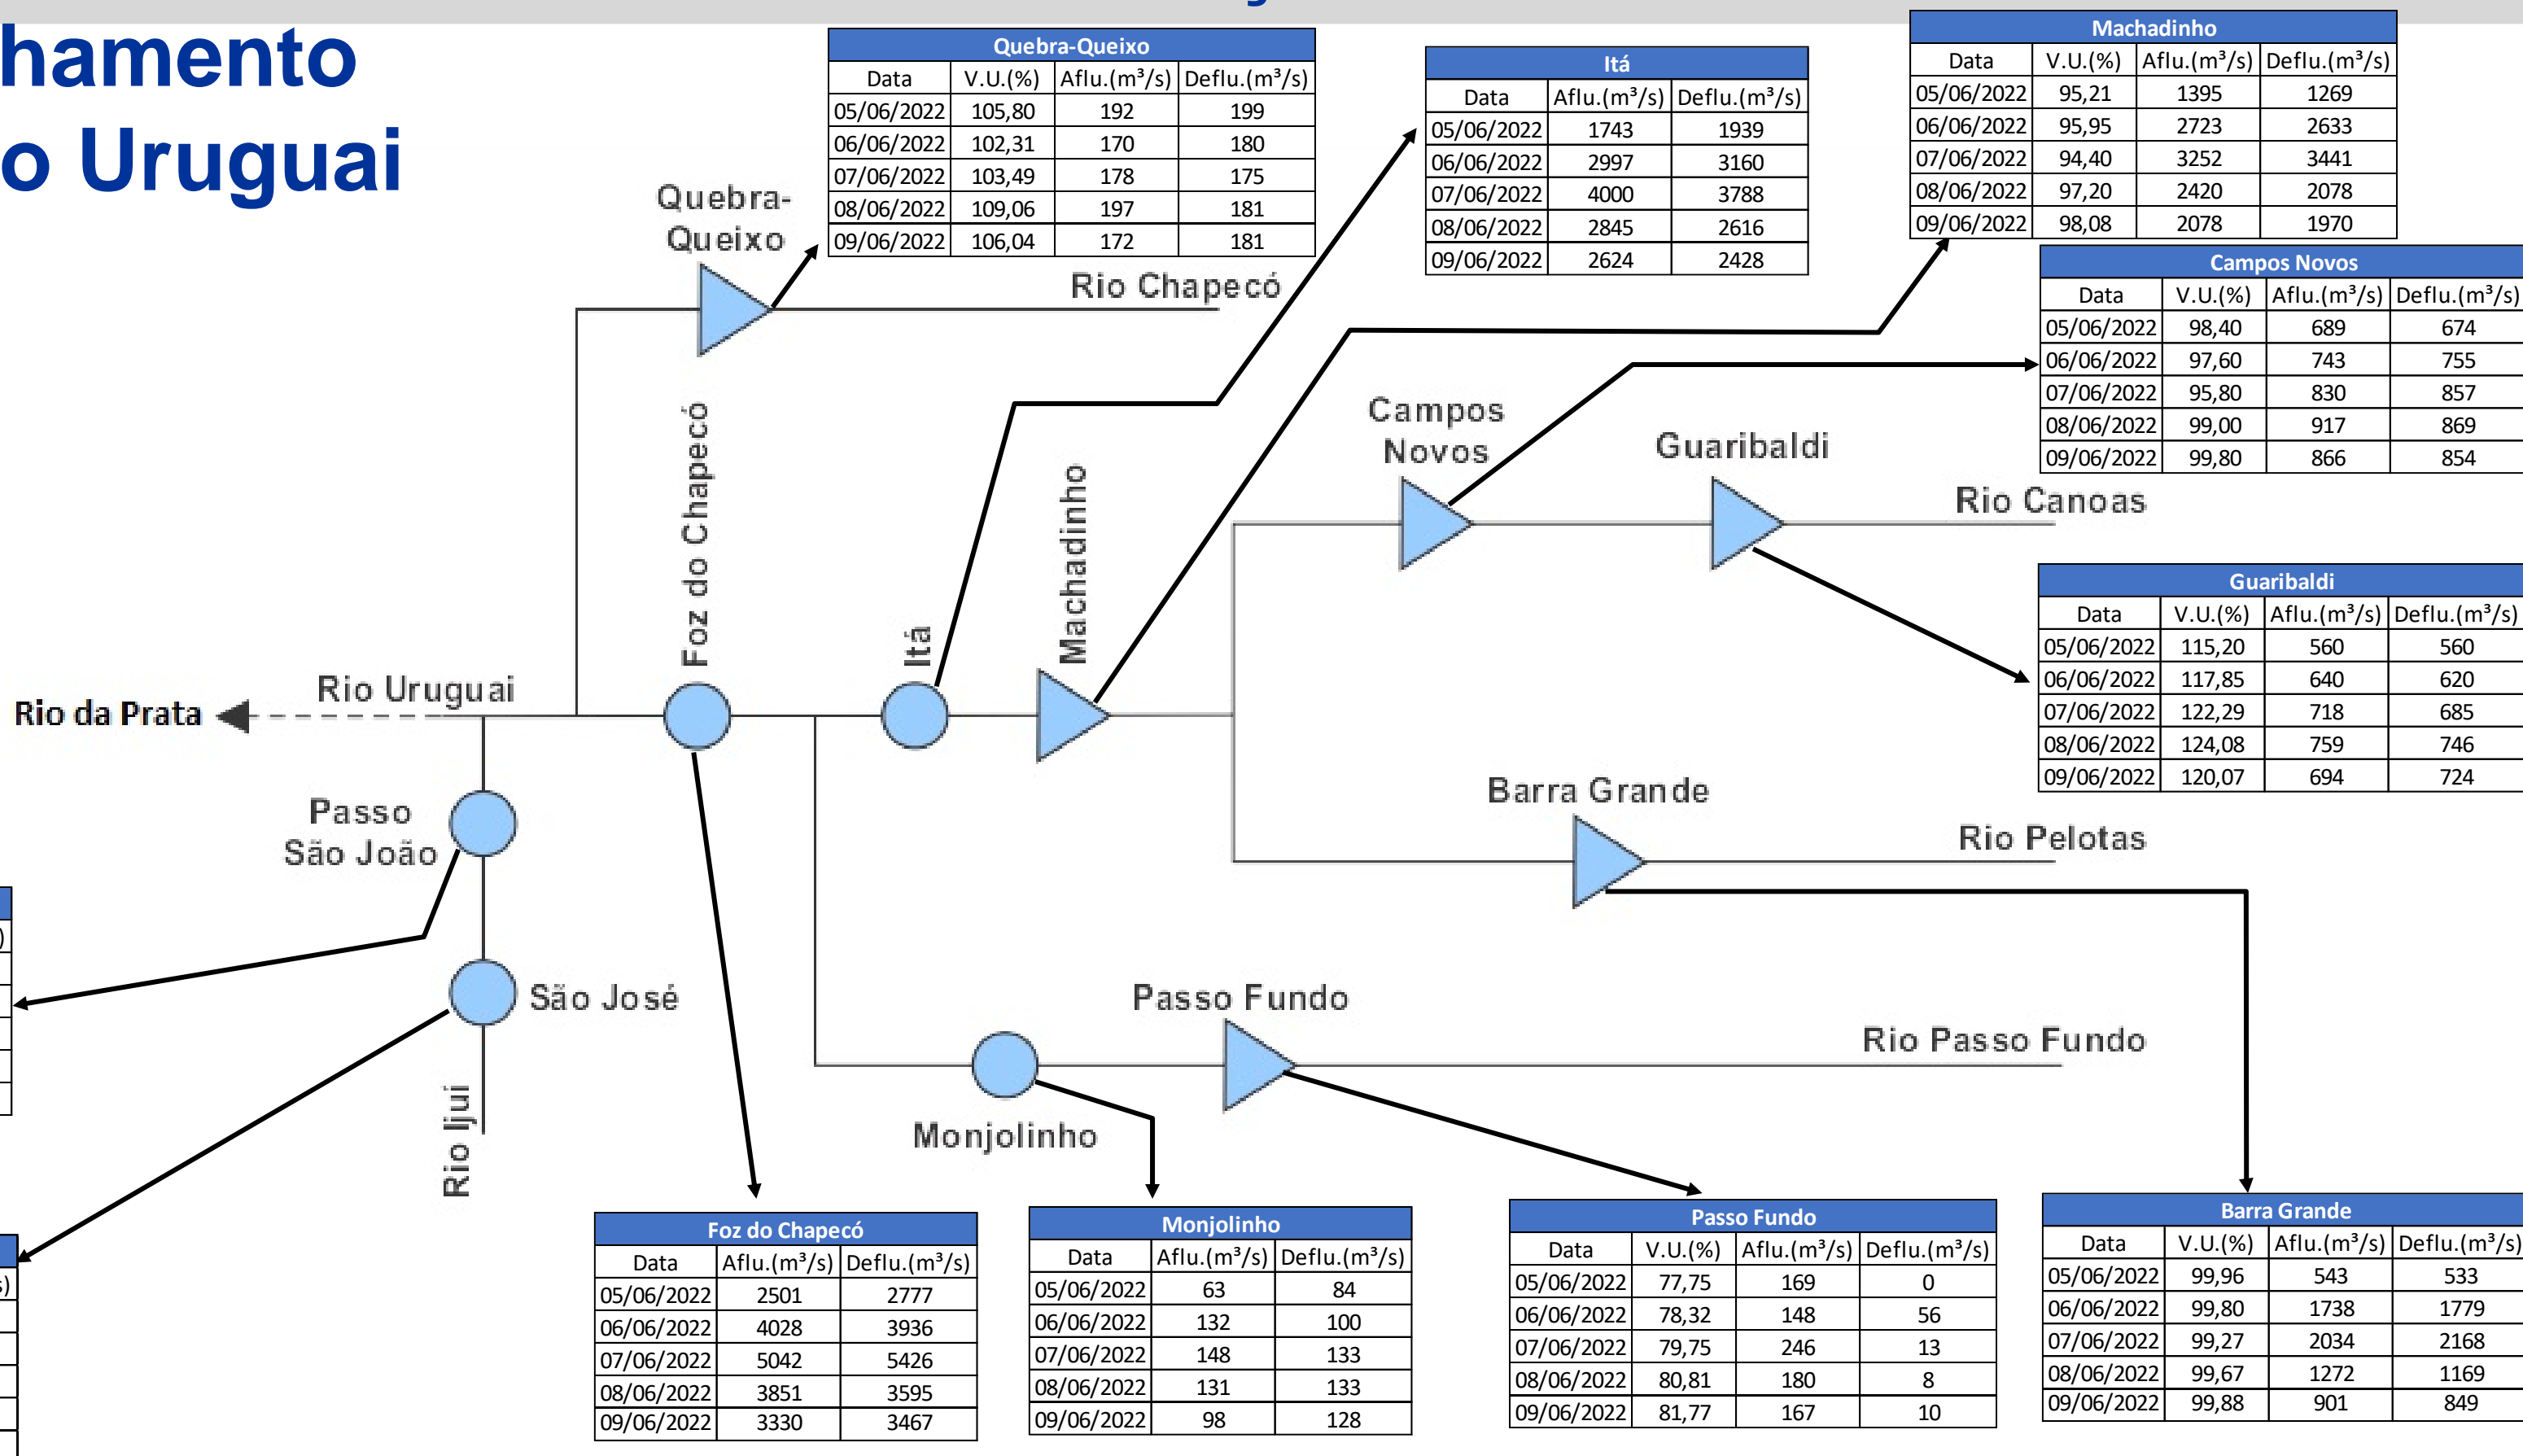 hamento
o Uruguai
Quebra-Queixo
Data V.U.(%) Aflu.(m³/s) Deflu.(m³/s)
05/06/2022 105,80 192 199
06/06/2022 102,31 170 180
07/06/2022 103,49 178 175
08/06/2022 109,06 197 181
09/06/2022 106,04 172 181
Itá
Data Aflu.(m³/s) Deflu.(m³/s)
05/06/2022 1743 1939
06/06/2022 2997 3160
07/06/2022 4000 3788
08/06/2022 2845 2616
09/06/2022 2624 2428
Machadinho
Data V.U.(%) Aflu.(m³/s) Deflu.(m³/s)
05/06/2022 95,21 1395 1269
06/06/2022 95,95 2723 2633
07/06/2022 94,40 3252 3441
08/06/2022 97,20 2420 2078
09/06/2022 98,08 2078 1970
Campos Novos
Data V.U.(%) Aflu.(m³/s) Deflu.(m³/s)
05/06/2022 98,40 689 674
06/06/2022 97,60 743 755
07/06/2022 95,80 830 857
08/06/2022 99,00 917 869
09/06/2022 99,80 866 854
Quebra-
Queixo
Rio Chapecó
Foz do Chapecó
Itá
Machadinho
Campos
Novos
Guaribaldi
Rio Canoas
Guaribaldi
Data V.U.(%) Aflu.(m³/s) Deflu.(m³/s)
05/06/2022 115,20 560 560
06/06/2022 117,85 640 620
07/06/2022 122,29 718 685
08/06/2022 124,08 759 746
09/06/2022 120,07 694 724
Rio da Prata
Rio Uruguai
Passo
São João
Barra Grande
Rio Pelotas
São José
Passo Fundo
Rio Passo Fundo
Monjolinho
Rio Ijui
)
s)
Foz do Chapecó
Data Aflu.(m³/s) Deflu.(m³/s)
05/06/2022 2501 2777
06/06/2022 4028 3936
07/06/2022 5042 5426
08/06/2022 3851 3595
09/06/2022 3330 3467
Monjolinho
Data Aflu.(m³/s) Deflu.(m³/s)
05/06/2022 63 84
06/06/2022 132 100
07/06/2022 148 133
08/06/2022 131 133
09/06/2022 98 128
Passo Fundo
Data V.U.(%) Aflu.(m³/s) Deflu.(m³/s)
05/06/2022 77,75 169 0
06/06/2022 78,32 148 56
07/06/2022 79,75 246 13
08/06/2022 80,81 180 8
09/06/2022 81,77 167 10
Barra Grande
Data V.U.(%) Aflu.(m³/s) Deflu.(m³/s)
05/06/2022 99,96 543 533
06/06/2022 99,80 1738 1779
07/06/2022 99,27 2034 2168
08/06/2022 99,67 1272 1169
09/06/2022 99,88 901 849